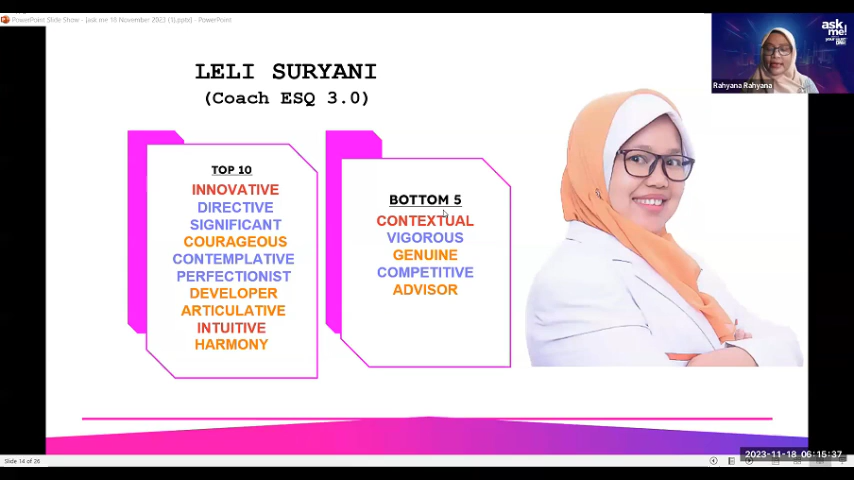 PowerPoint Slide Show - [ask me 10 November 2023 (1).pptx] - PowerPoint
ask
me!
Rahyana Rahyana
LELI SURYANI
(Coach ESQ 3.0)
TOP 10
INNOVATIVE
DIRECTIVE
SIGNIFICANT
COURAGEOUS
CONTEMPLATIVE
PERFECTIONIST
DEVELOPER
ARTICULATIVE
INTUITIVE
HARMONY
BOTTOM 5
CONTEXTUAL
VIGOROUS
GENUINE
COMPETITIVE
ADVISOR
Slide 14 of 26
2023-11-18 06:15:37